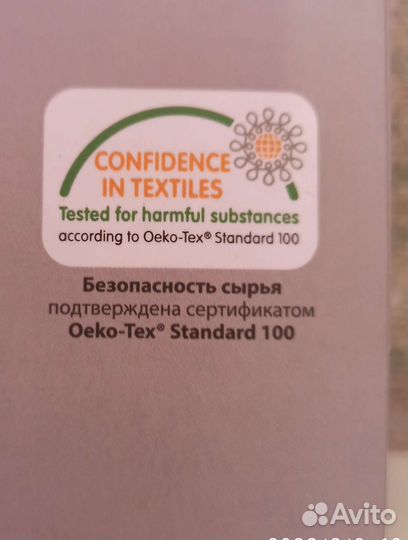 CONFIDENCE
IN TEXTILES
Tested for harmful substances
according to Oeko-Tex® Standard 100
Безопасность сырья
подтверждена сертификатом
Oeko-Tex® Standard 100
Avito